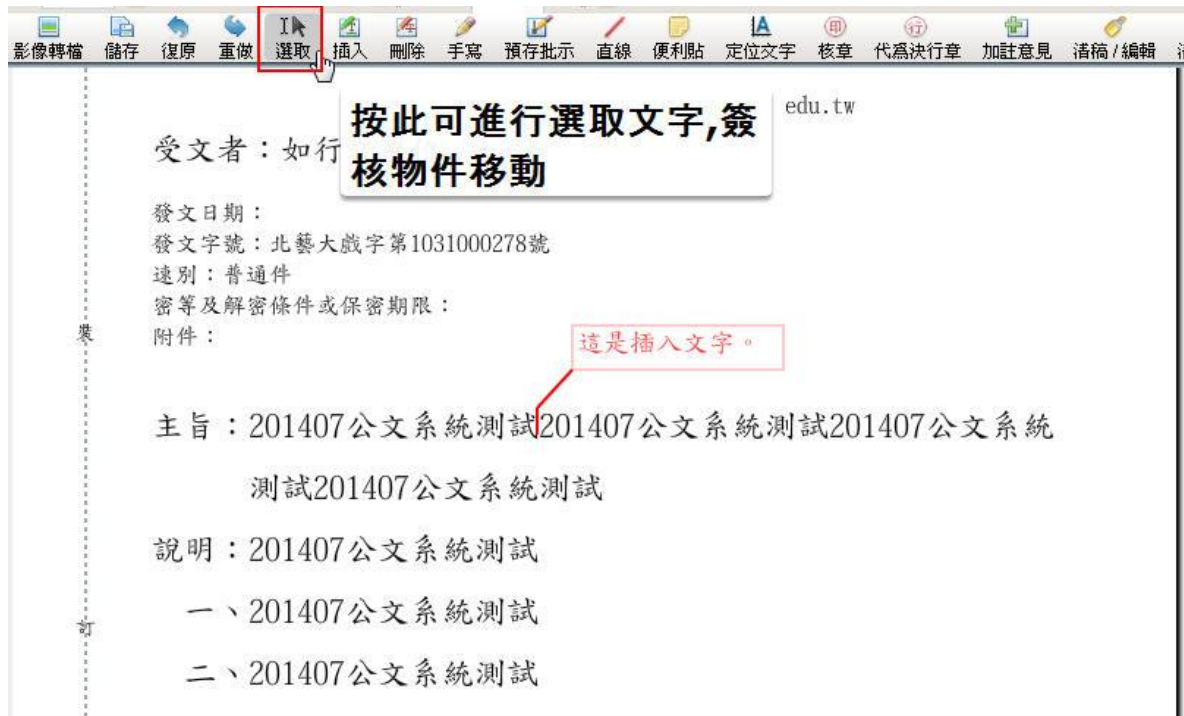 影像轉檔 儲存 復原 重做 選取 插入 刪除 手寫 預存批示 直線 便利貼 定位文字 核章 代為決行章 加註意見 清稿/編輯
按此可進行選取文字,簽
核物件移動
edu.tw
受文者：如行
發文日期：
發文字號：北藝大戲字第1031000278號
速別：普通件
密等及解密條件或保密期限：
附件：
裝
這是插入文字。
主旨：201407公文系統測試201407公文系統測試201407公文系統
測試201407公文系統測試
說明：201407公文系統測試
一、201407公文系統測試
訂
二、201407公文系統測試